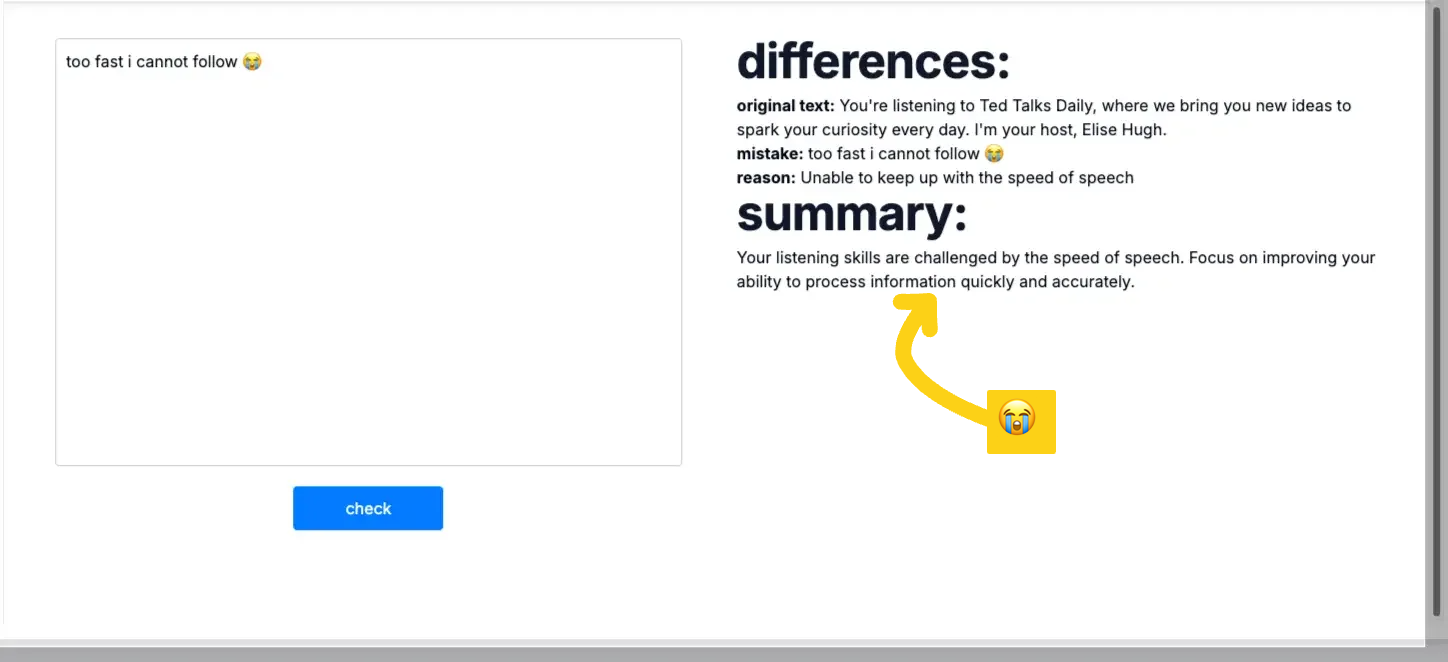 too fast i cannot follow 😭
differences:
original text: You're listening to Ted Talks Daily, where we bring you new ideas to
spark your curiosity every day. I'm your host, Elise Hugh.
mistake: too fast i cannot follow 😭
reason: Unable to keep up with the speed of speech
summary:
Your listening skills are challenged by the speed of speech. Focus on improving your
ability to process information quickly and accurately.
😭
check